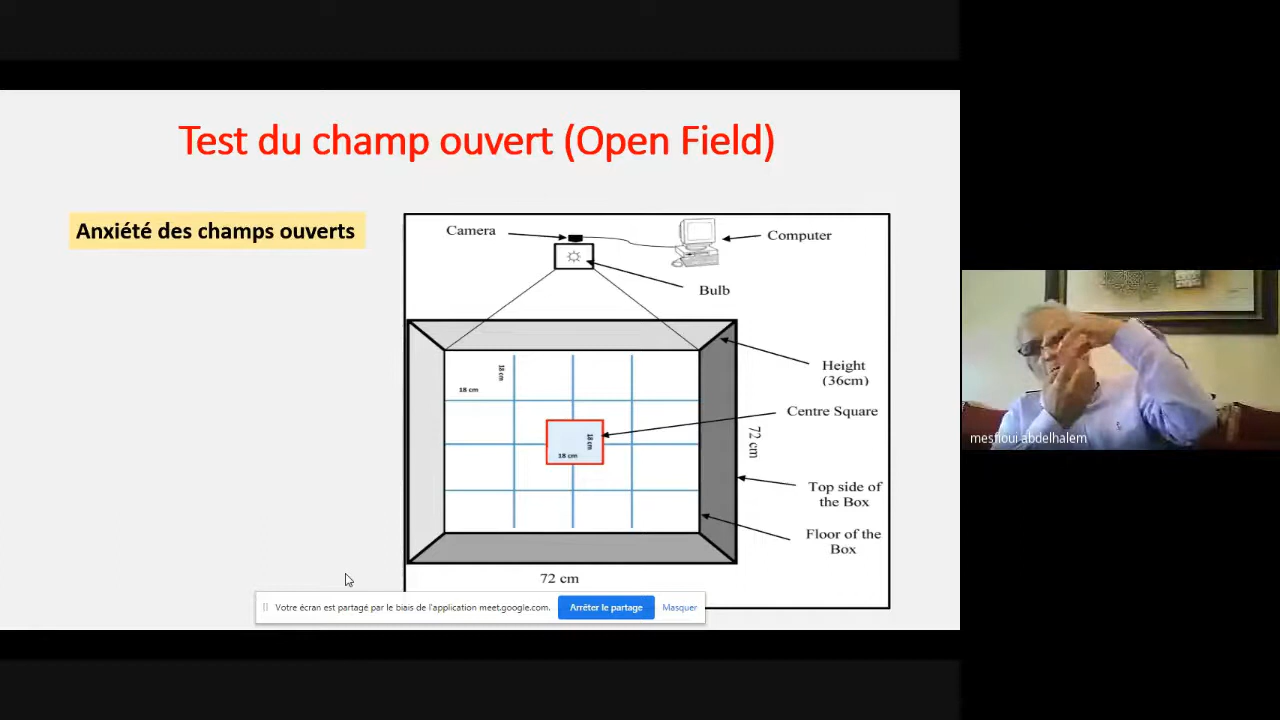 Test du champ ouvert (Open Field)
Anxiété des champs ouverts
Camera
Computer
Bulb
Height
(36cm)
18 cm
18 cm
Centre Square
18 cm
18 cm
72 cm
Top side of
the Box
Floor of the
Box
72 cm
mesfioui abdelhalem
Votre écran est partagé par le biais de l'application meet.google.com.
Arrêter le partage
Masquer